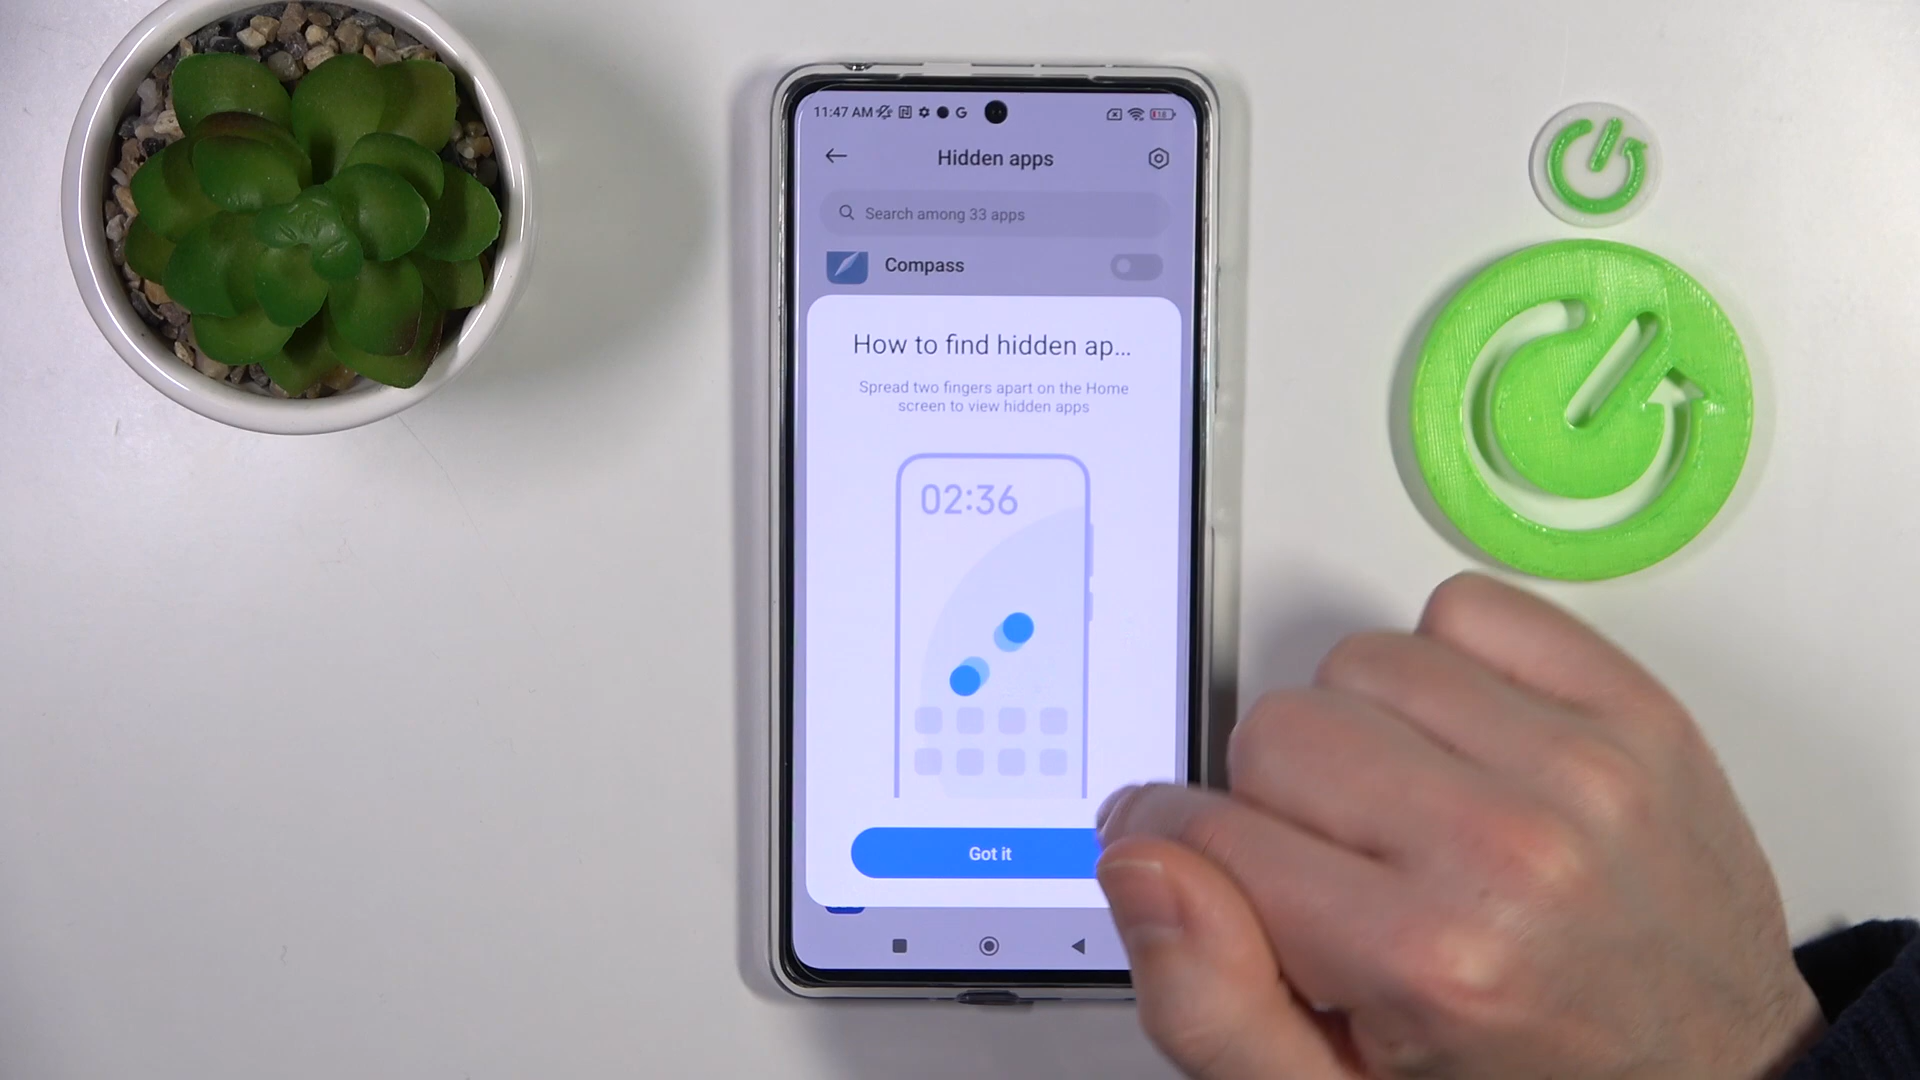 11:47 AM
Hidden apps
Search among 33 apps
Compass
How to find hidden ap...
Spread two fingers apart on the Home
screen to view hidden apps
02:36
Got it